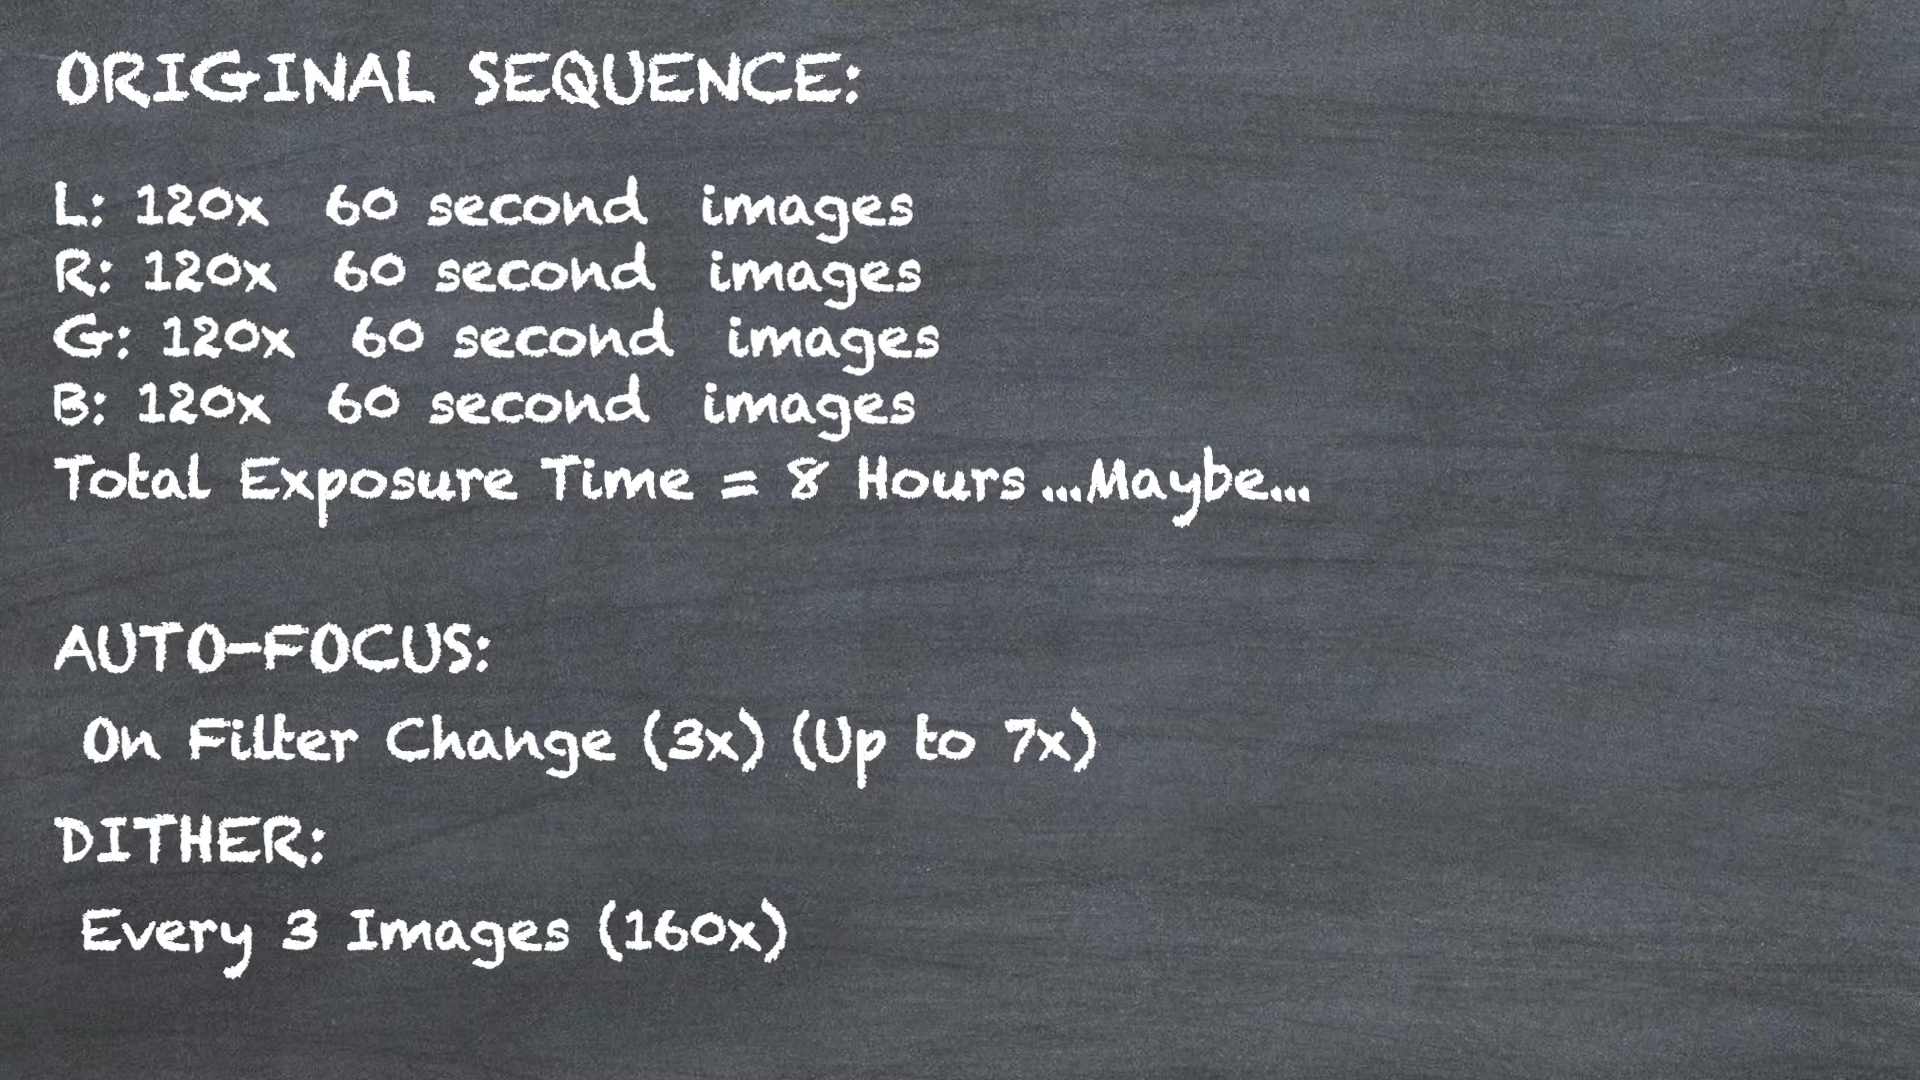 ORIGINAL SEQUENCE:
L: 120x 60 second images
R: 120x 60 second images
G: 120x 60 second images
B: 120x 60 second images
Total Exposure Time = 8 Hours ...Maybe...
AUTO-FOCUS:
On Filter Change (3x) (Up to 7x)
DITHER:
Every 3 Images (160x)